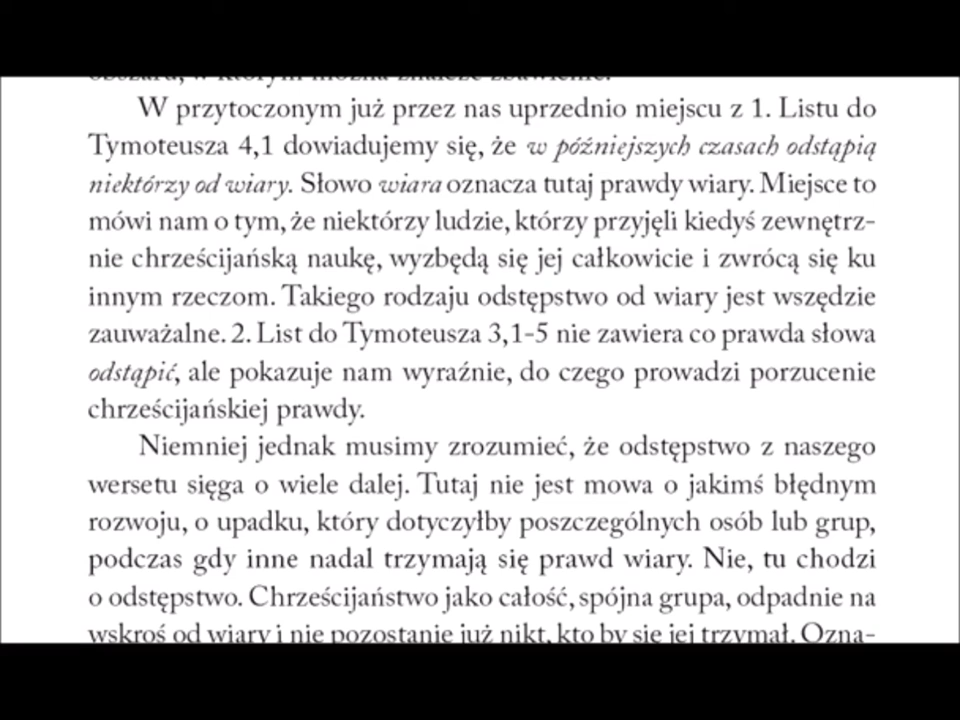 obszaru, w którym można znaleźć zbawienie.
W przytoczonym już przez nas uprzednio miejscu z 1. Listu do
Tymoteusza 4,1 dowiadujemy się, że w późniejszych czasach odstąpią
niektórzy od wiary. Słowo wiara oznacza tutaj prawdy wiary. Miejsce to
mówi nam o tym, że niektórzy ludzie, którzy przyjęli kiedyś zewnętrz-
nie chrześcijańską naukę, wyzbędą się jej całkowicie i zwrócą się ku
innym rzeczom. Takiego rodzaju odstępstwo od wiary jest wszędzie
zauważalne. 2. List do Tymoteusza 3,1-5 nie zawiera co prawda słowa
odstąpić, ale pokazuje nam wyraźnie, do czego prowadzi porzucenie
chrześcijańskiej prawdy.
Niemniej jednak musimy zrozumieć, że odstępstwo z naszego
wersetu sięga o wiele dalej. Tutaj nie jest mowa o jakimś błędnym
rozwoju, o upadku, który dotyczyłby poszczególnych osób lub grup,
podczas gdy inne nadal trzymają się prawd wiary. Nie, tu chodzi
o odstępstwo. Chrześcijaństwo jako całość, spójna grupa, odpadnie na
wskroś od wiary i nie pozostanie już nikt, kto by się jej trzymał. Ozna-